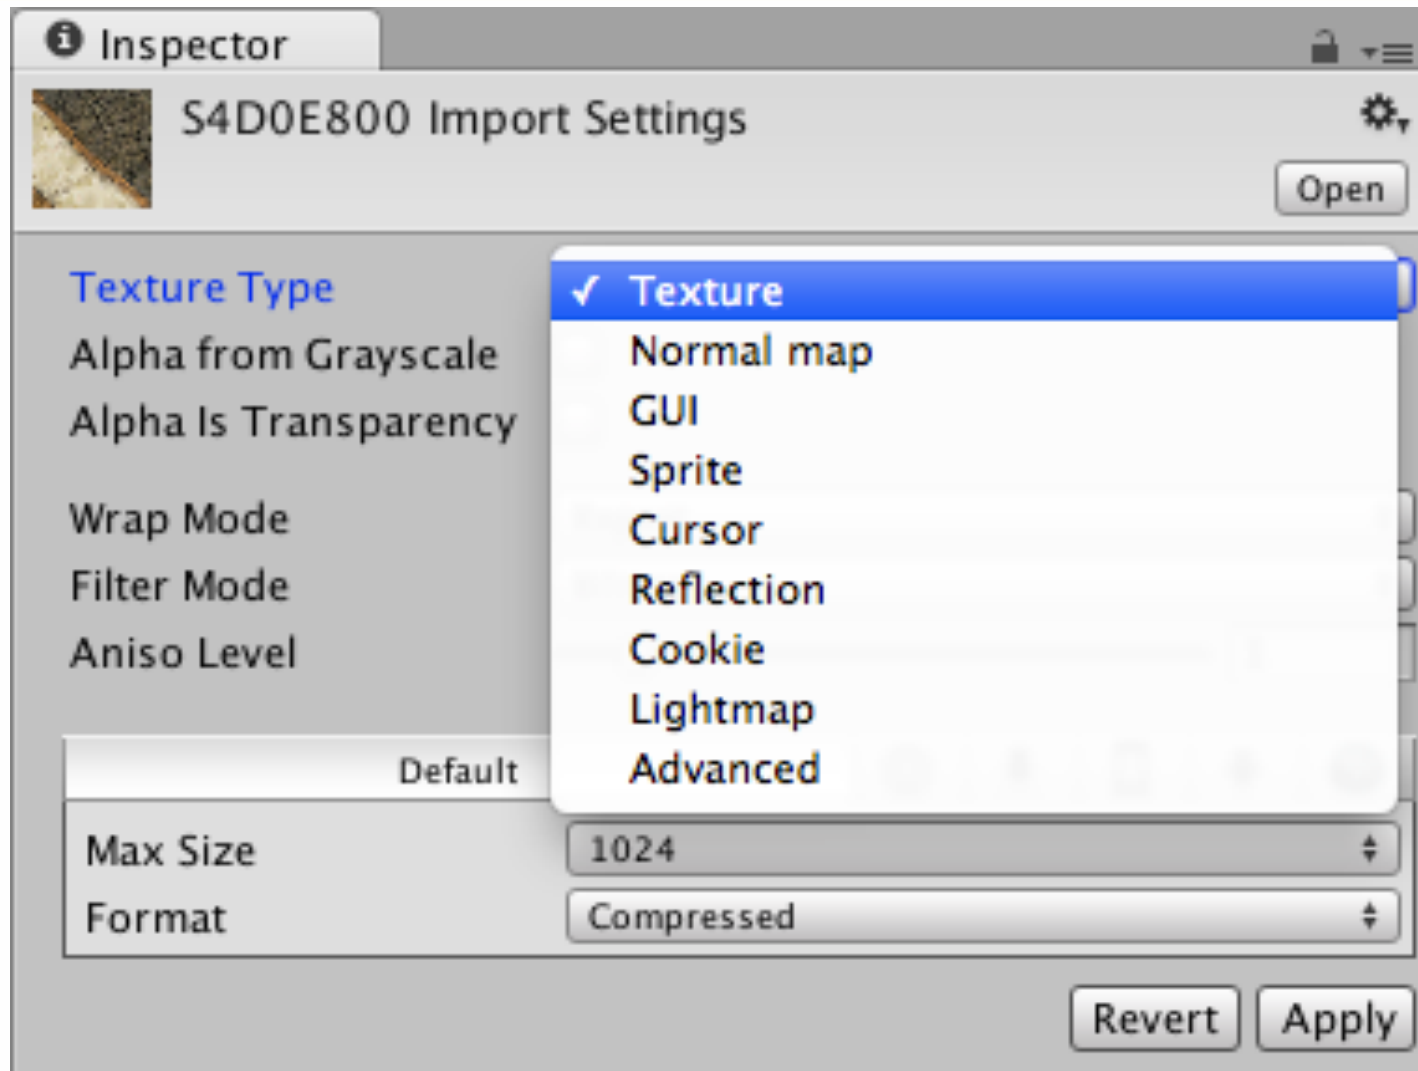 Inspector
S4D0E800 Import Settings
Open
Texture Type
✓ Texture
Alpha from Grayscale
Normal map
Alpha Is Transparency
GUI
Sprite
Wrap Mode
Cursor
Filter Mode
Reflection
Aniso Level
Cookie
Lightmap
Default
Advanced
Max Size
1024
Format
Compressed
Revert
Apply